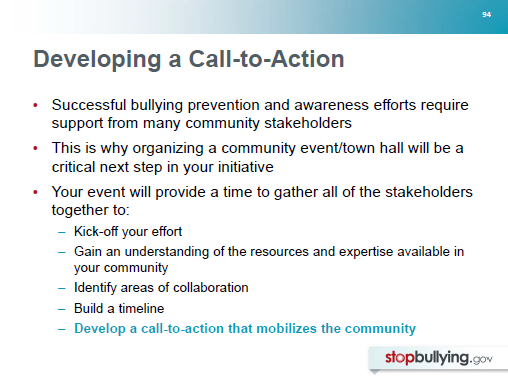 94
Developing a Call-to-Action
• Successful bullying prevention and awareness efforts require
support from many community stakeholders
• This is why organizing a community event/town hall will be a
critical next step in your initiative
• Your event will provide a time to gather all of the stakeholders
together to:
– Kick-off your effort
– Gain an understanding of the resources and expertise available in
your community
– Identify areas of collaboration
– Build a timeline
– Develop a call-to-action that mobilizes the community
stopbullying.gov